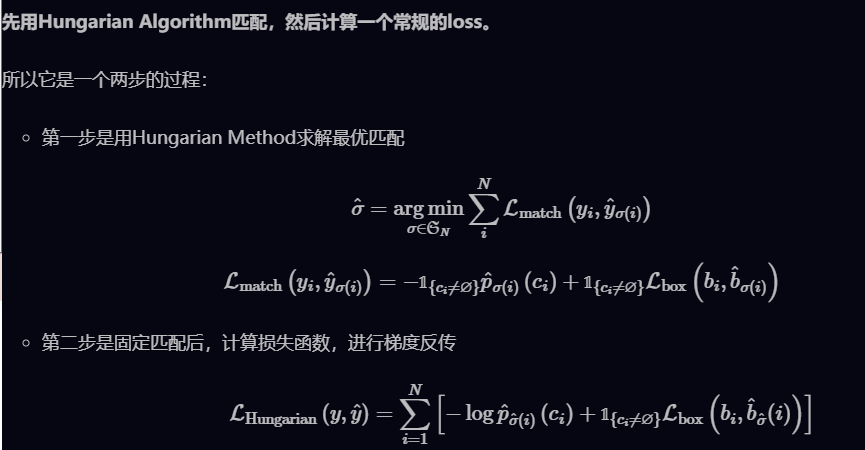 先用Hungarian Algorithm匹配，然后计算一个常规的loss。
所以它是一个两步的过程：
○ 第一步是用Hungarian Method求解最优匹配
$\hat{\sigma} = \underset{\sigma \in \mathfrak{S}_N}{\arg\min} \sum_{i}^{N} \mathcal{L}_{\text{match}} \left( y_i, \hat{y}_{\sigma(i)} \right)$
$\mathcal{L}_{\text{match}} \left( y_i, \hat{y}_{\sigma(i)} \right) = -\mathbb{1}_{\{c_i \neq \varnothing\}} \hat{p}_{\sigma(i)} \left( c_i \right) + \mathbb{1}_{\{c_i \neq \varnothing\}} \mathcal{L}_{\text{box}} \left( b_i, \hat{b}_{\sigma(i)} \right)$
○ 第二步是固定匹配后，计算损失函数，进行梯度反传
$\mathcal{L}_{\text{Hungarian}} \left( y, \hat{y} \right) = \sum_{i=1}^{N} \left[ -\log \hat{p}_{\hat{\sigma}(i)} \left( c_i \right) + \mathbb{1}_{\{c_i \neq \varnothing\}} \mathcal{L}_{\text{box}} \left( b_i, \hat{b}_{\hat{\sigma}}(i) \right) \right]$